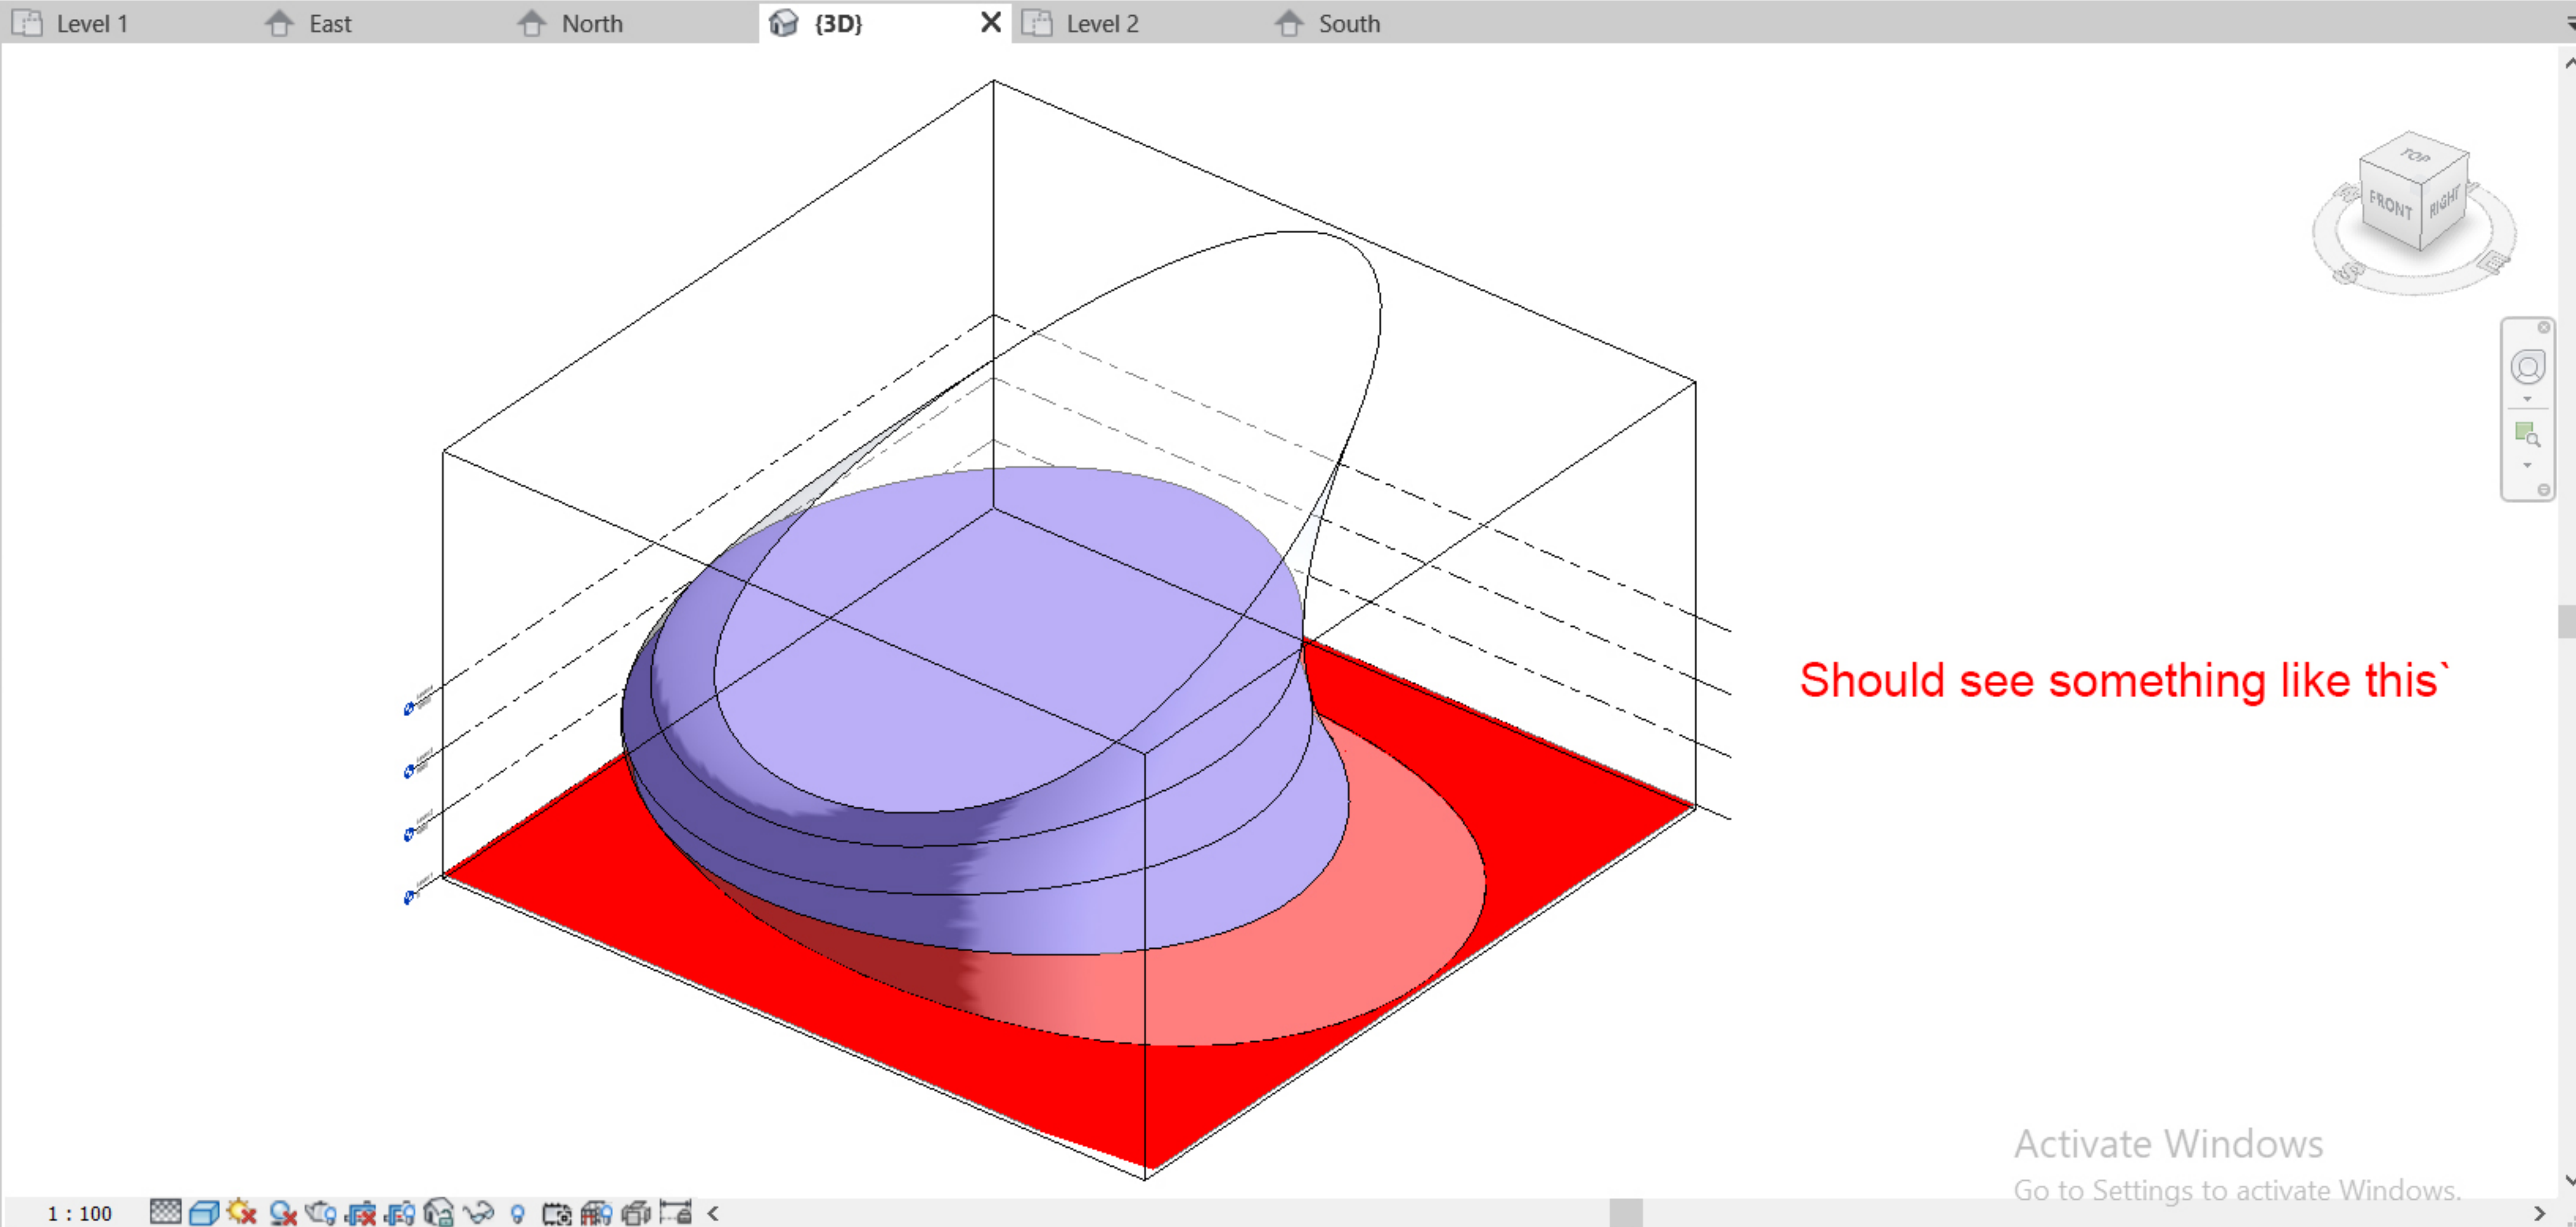 Level 1
East
North
{3D}
Level 2
South
TOP
FRONT
RIGHT
S
E
Should see something like this`
Activate Windows
Go to Settings to activate Windows.
1 : 100